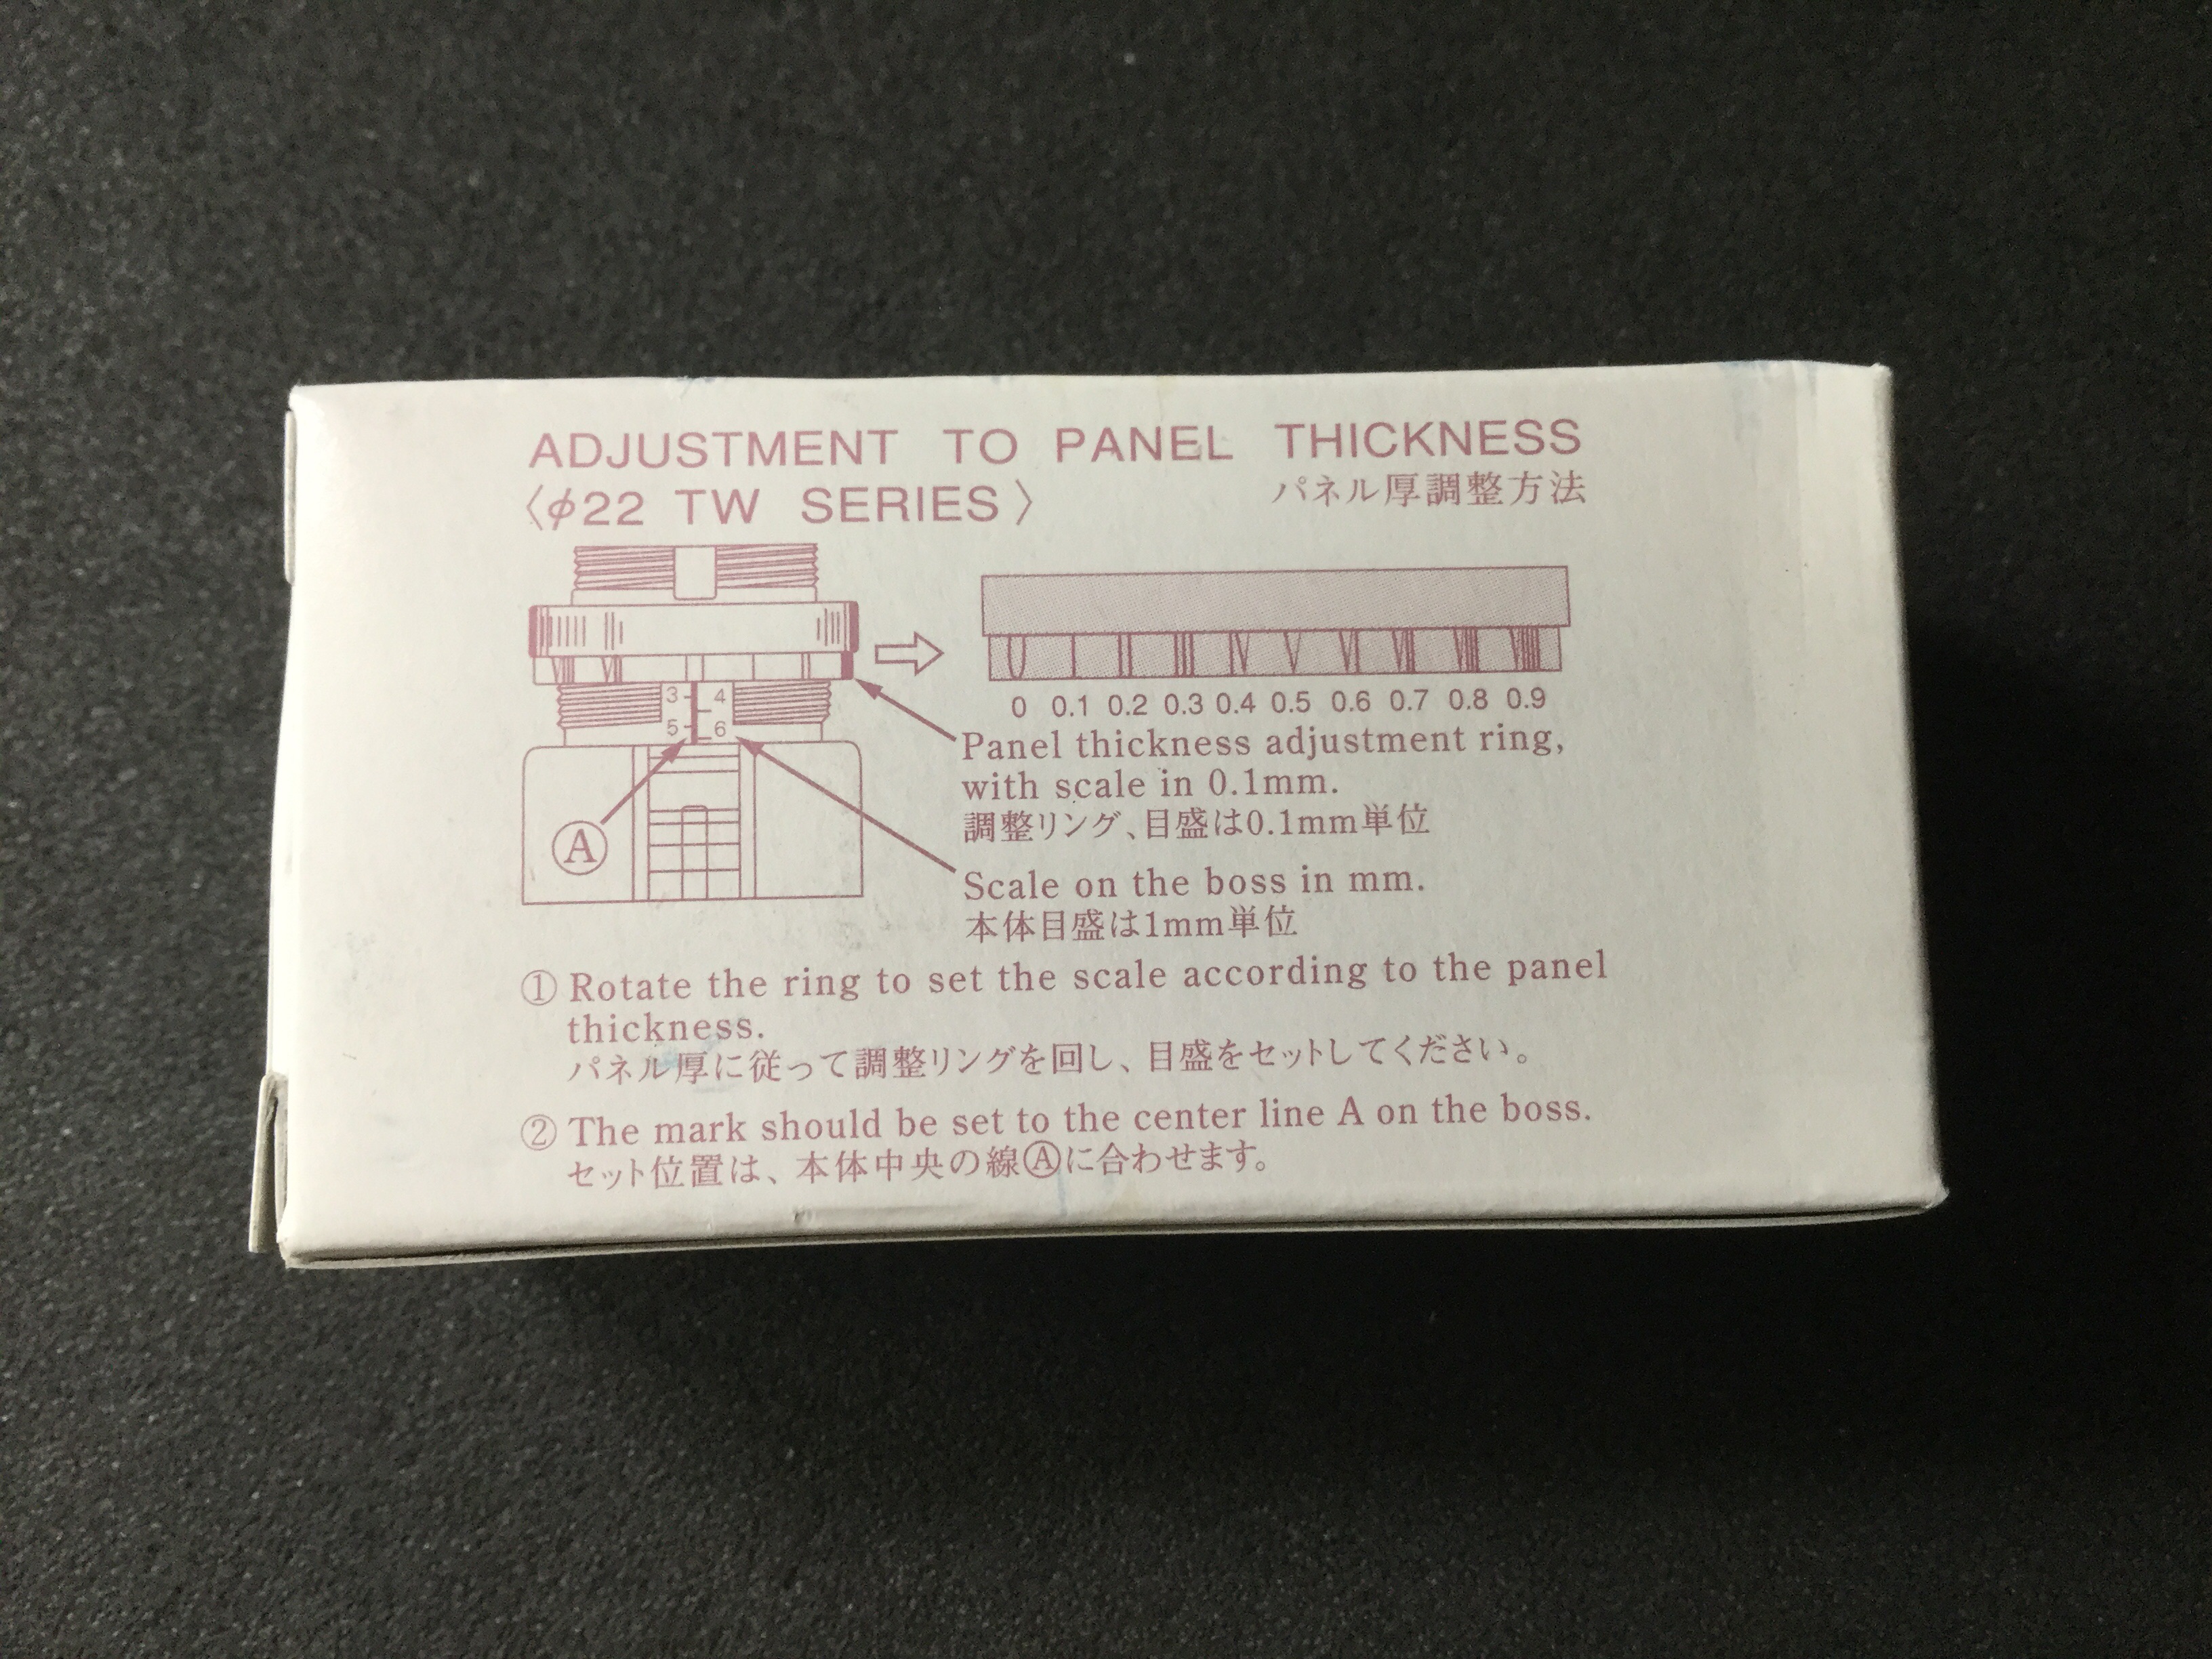 ADJUSTMENT TO PANEL THICKNESS
〈φ22 TW SERIES〉
パネル厚調整方法
3 4
5 6
0 0.1 0.2 0.3 0.4 0.5 0.6 0.7 0.8 0.9
Panel thickness adjustment ring,
with scale in 0.1mm.
調整リング、目盛は0.1mm単位
Ⓐ
Scale on the boss in mm.
本体目盛は1mm単位
① Rotate the ring to set the scale according to the panel
thickness.
パネル厚に従って調整リングを回し、目盛をセットしてください。
② The mark should be set to the center line A on the boss.
セット位置は、本体中央の線Ⓐに合わせます。